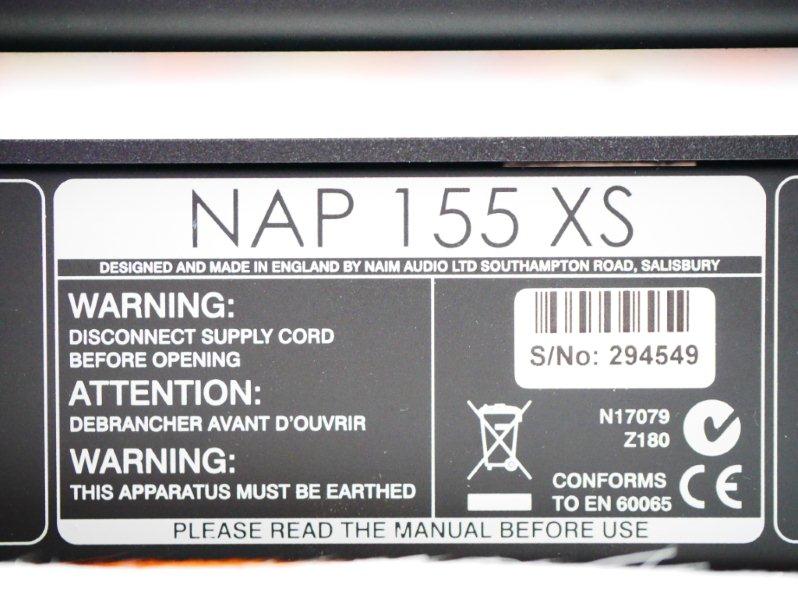 NAP 155 XS
DESIGNED AND MADE IN ENGLAND BY NAIM AUDIO LTD SOUTHAMPTON ROAD, SALISBURY
WARNING:
DISCONNECT SUPPLY CORD
BEFORE OPENING
ATTENTION:
DEBRANCHER AVANT D'OUVRIR
WARNING:
THIS APPARATUS MUST BE EARTHED
S/No: 294549
N17079
Z180
CONFORMS
TO EN 60065
CE
PLEASE READ THE MANUAL BEFORE USE